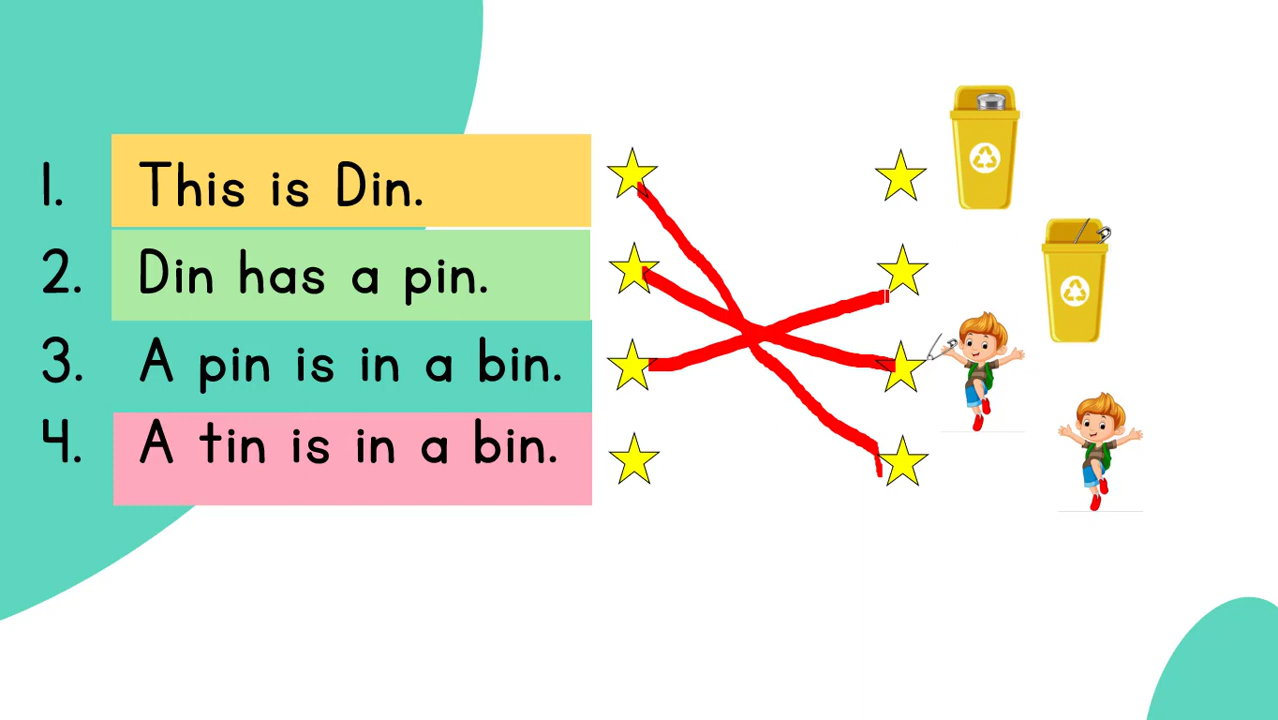 1. This is Din.
2. Din has a pin.
3. A pin is in a bin.
4. A tin is in a bin.